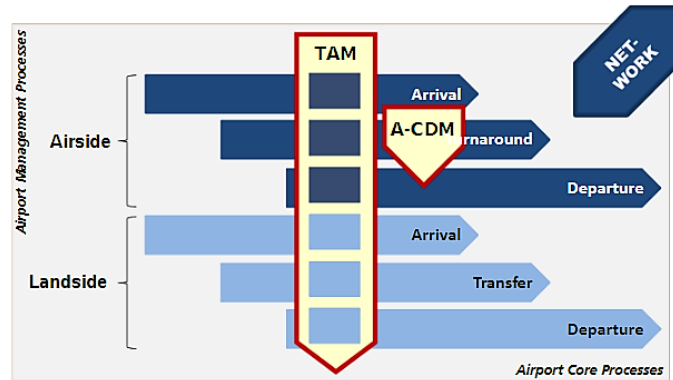 TAM
NET-
WORK
Airport Management Processes
Airside
Arrival
A-CDM
rnaround
Departure
Landside
Arrival
Transfer
Departure
Airport Core Processes